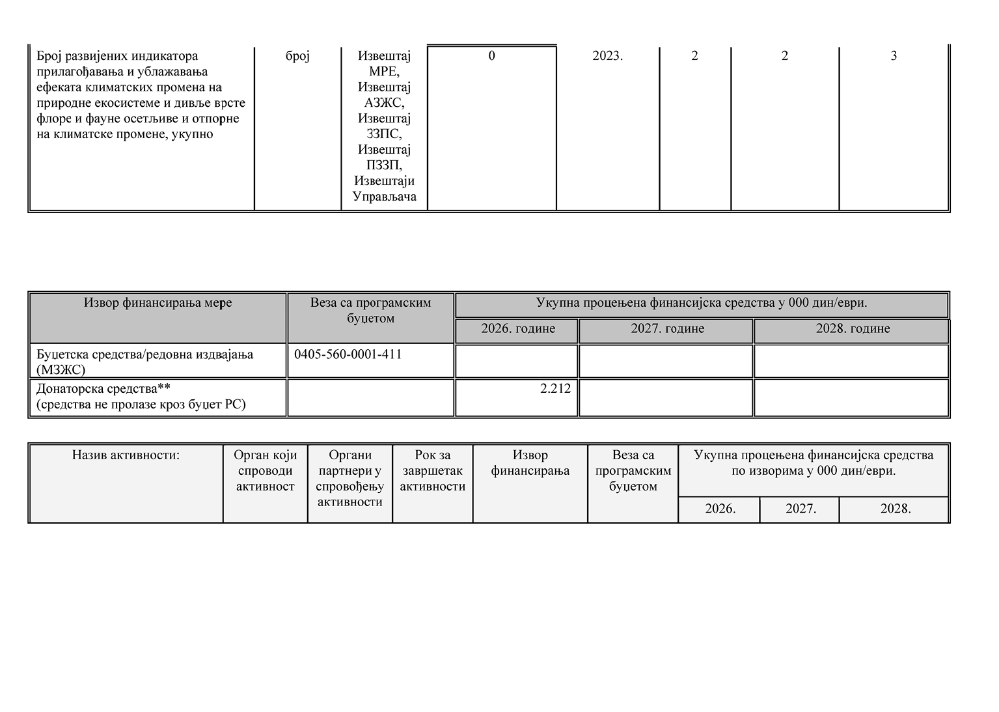 Број развијених индикатора
прилагођавања и ублажавања
ефеката климатских промена на
природне екосистеме и дивље врсте
флоре и фауне осетљиве и отпорне
на климатске промене, укупно
број
Извештај
МРЕ,
Извештај
АЗЖС,
Извештај
ЗЗПС,
Извештај
ПЗЗП,
Извештаји
Управљача
0
2023.
2
2
3
Извор финансирања мере
Веза са програмским
буџетом
Укупна процењена финансијска средства у 000 дин/еври.
2026. године
2027. године
2028. године
Буџетска средства/редовна издвајања
(МЗЖС)
0405-560-0001-411
Донаторска средства**
(средства не пролазе кроз буџет РС)
2.212
Назив активности:
Орган који
спроводи
активност
Органи
партнери у
спровођењу
активности
Рок за
завршетак
активности
Извор
финансирања
Веза са
програмским
буџетом
Укупна процењена финансијска средства
по изворима у 000 дин/еври.
2026.
2027.
2028.